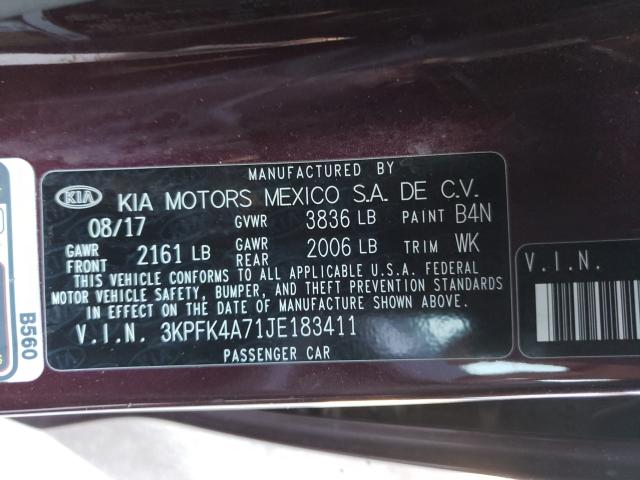 MANUFACTURED BY
KIA KIA MOTORS MEXICO S.A. DE C.V.
08/17 GVWR 3836 LB PAINT B4N
GAWR FRONT 2161 LB GAWR REAR 2006 LB TRIM WK
THIS VEHICLE CONFORMS TO ALL APPLICABLE U.S.A. FEDERAL
MOTOR VEHICLE SAFETY, BUMPER, AND THEFT PREVENTION STANDARDS
IN EFFECT ON THE DATE OF MANUFACTURE SHOWN ABOVE.
V.I.N. 3KPFK4A71JE183411
PASSENGER CAR
V.I.N.
B560